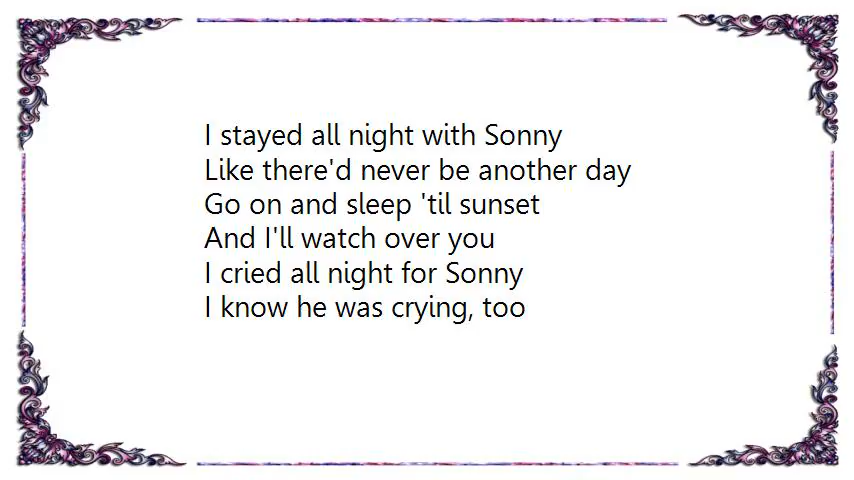 I stayed all night with Sonny
Like there'd never be another day
Go on and sleep 'til sunset
And I'll watch over you
I cried all night for Sonny
I know he was crying, too